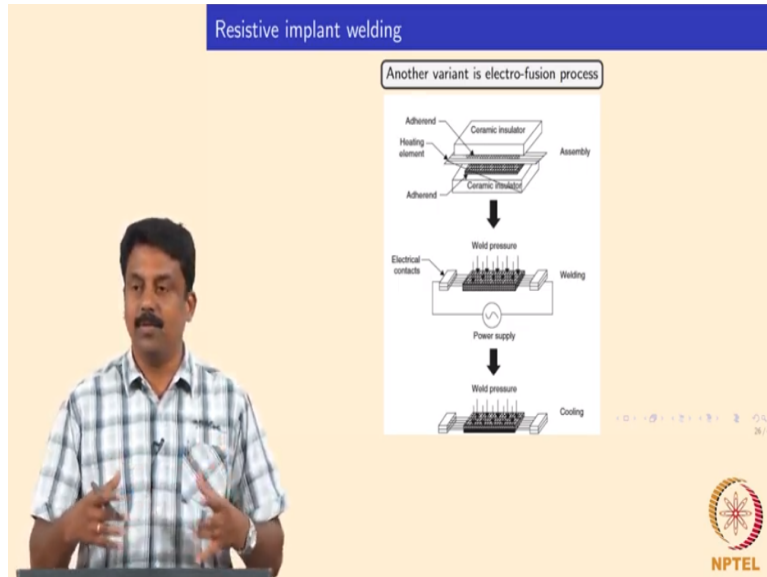 Resistive implant welding
Another variant is electro-fusion process
Adherend
Ceramic insulator
Heating
element
Assembly
Adherend
Ceramic insulator
Weld pressure
Electrical
contacts
Welding
Power supply
Weld pressure
Cooling
26 /
NPTEL